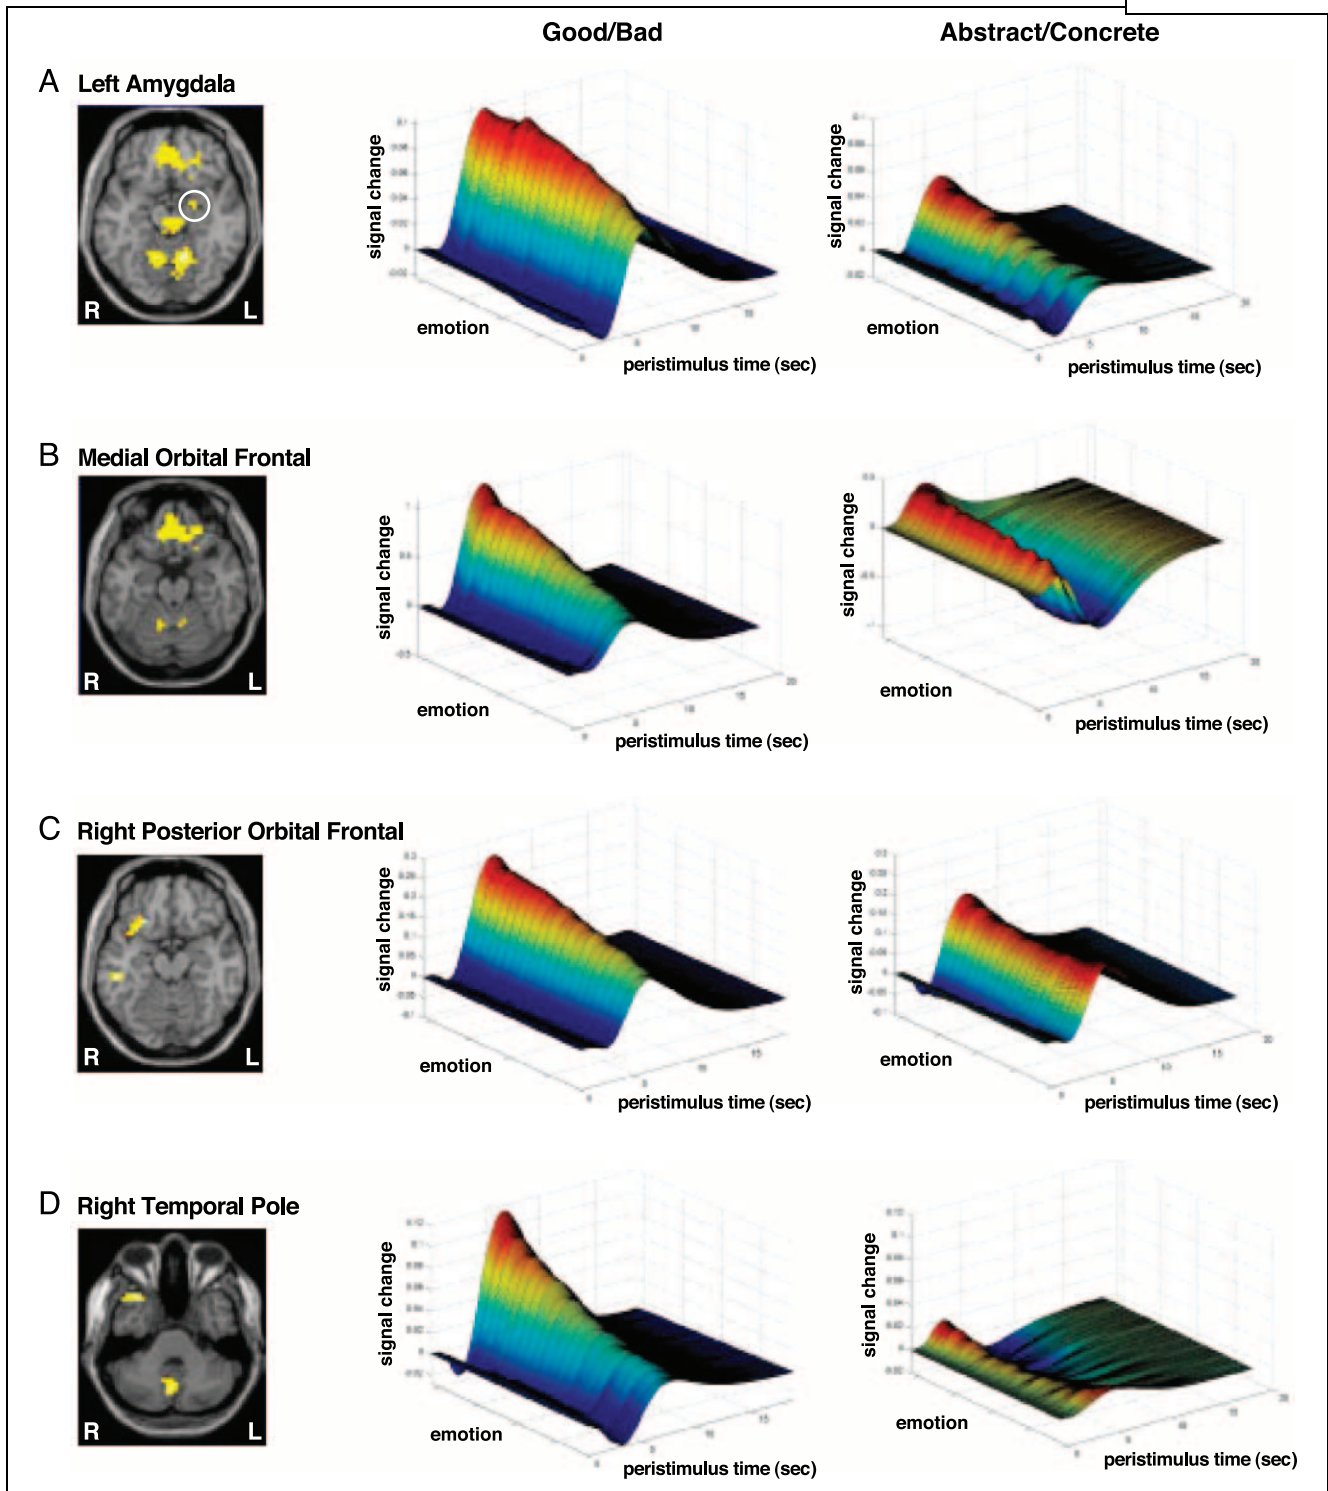 Good/Bad
Abstract/Concrete
A Left Amygdala
R L
signal change
emotion
peristimulus time (sec)
signal change
emotion
peristimulus time (sec)
B Medial Orbital Frontal
R L
signal change
emotion
peristimulus time (sec)
signal change
emotion
peristimulus time (sec)
C Right Posterior Orbital Frontal
R L
signal change
emotion
peristimulus time (sec)
signal change
emotion
peristimulus time (sec)
D Right Temporal Pole
R L
signal change
emotion
peristimulus time (sec)
signal change
emotion
peristimulus time (sec)